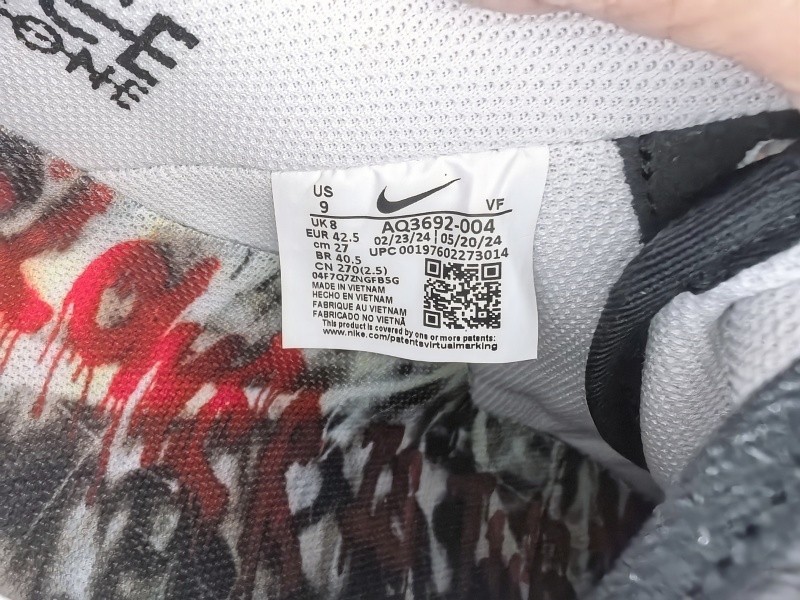 CE
ONE
US
9
VF
UK 8
AQ3692-004
EUR 42.5
02/23/24 | 05/20/24
cm 27
UPC 00197602273014
BR 40.5
CN 270(2.5)
04F7Q7ZNGFB5G
MADE IN VIETNAM
HECHO EN VIETNAM
FABRIQUE AU VIETNAM
FABRICADO NO VIETNÃ
This product is covered by one or more patents:
www.nike.com/patentsvirtualmarking